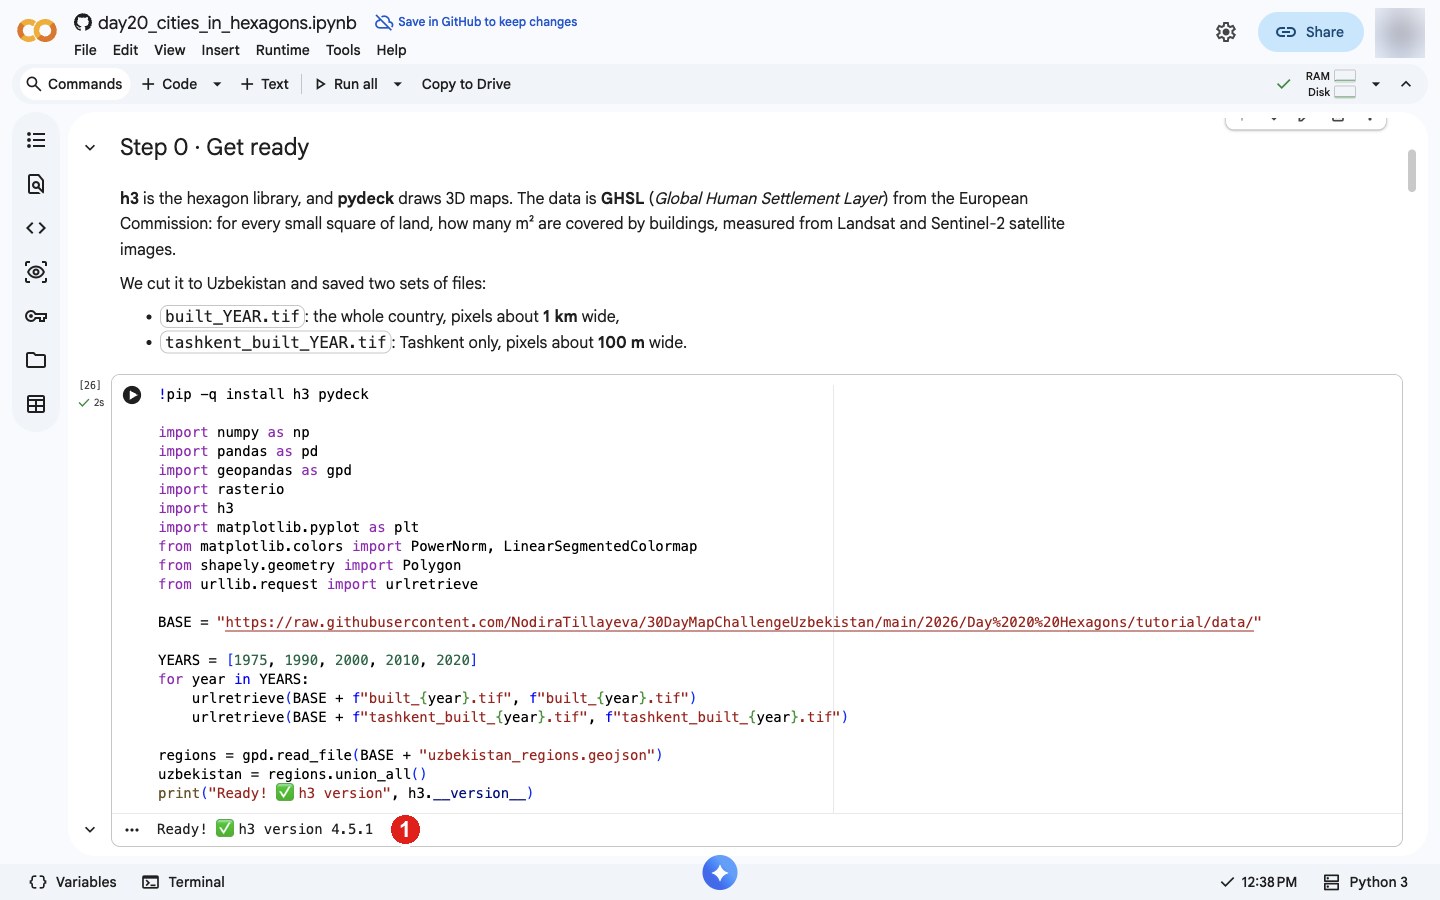 day20_cities_in_hexagons.ipynb
Save in GitHub to keep changes
File Edit View Insert Runtime Tools Help
Share
Commands + Code + Text Run all Copy to Drive
RAM
Disk
Step 0 · Get ready
h3 is the hexagon library, and pydeck draws 3D maps. The data is GHSL (Global Human Settlement Layer) from the European
Commission: for every small square of land, how many m² are covered by buildings, measured from Landsat and Sentinel-2 satellite
images.
We cut it to Uzbekistan and saved two sets of files:
• built_YEAR.tif: the whole country, pixels about 1 km wide,
• tashkent_built_YEAR.tif: Tashkent only, pixels about 100 m wide.
[26]
2s
!pip -q install h3 pydeck
import numpy as np
import pandas as pd
import geopandas as gpd
import rasterio
import h3
import matplotlib.pyplot as plt
from matplotlib.colors import PowerNorm, LinearSegmentedColormap
from shapely.geometry import Polygon
from urllib.request import urlretrieve
BASE = "https://raw.githubusercontent.com/NodiraTillayeva/30DayMapChallengeUzbekistan/main/2026/Day%2020%20Hexagons/tutorial/data/"
YEARS = [1975, 1990, 2000, 2010, 2020]
for year in YEARS:
    urlretrieve(BASE + f"built_{year}.tif", f"built_{year}.tif")
    urlretrieve(BASE + f"tashkent_built_{year}.tif", f"tashkent_built_{year}.tif")
regions = gpd.read_file(BASE + "uzbekistan_regions.geojson")
uzbekistan = regions.union_all()
print("Ready! ✅ h3 version", h3.__version__)
Ready! ✅ h3 version 4.5.1
1
Variables Terminal
12:38 PM Python 3